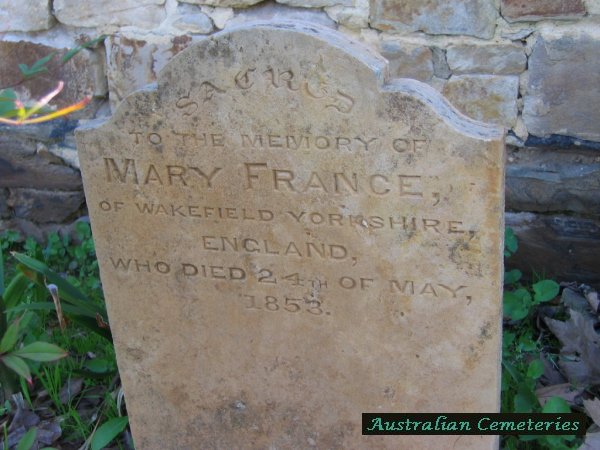 SACRED
TO THE MEMORY OF
MARY FRANCE,
OF WAKEFIELD YORKSHIRE,
ENGLAND,
WHO DIED 24TH OF MAY,
1853.
Australian Cemeteries